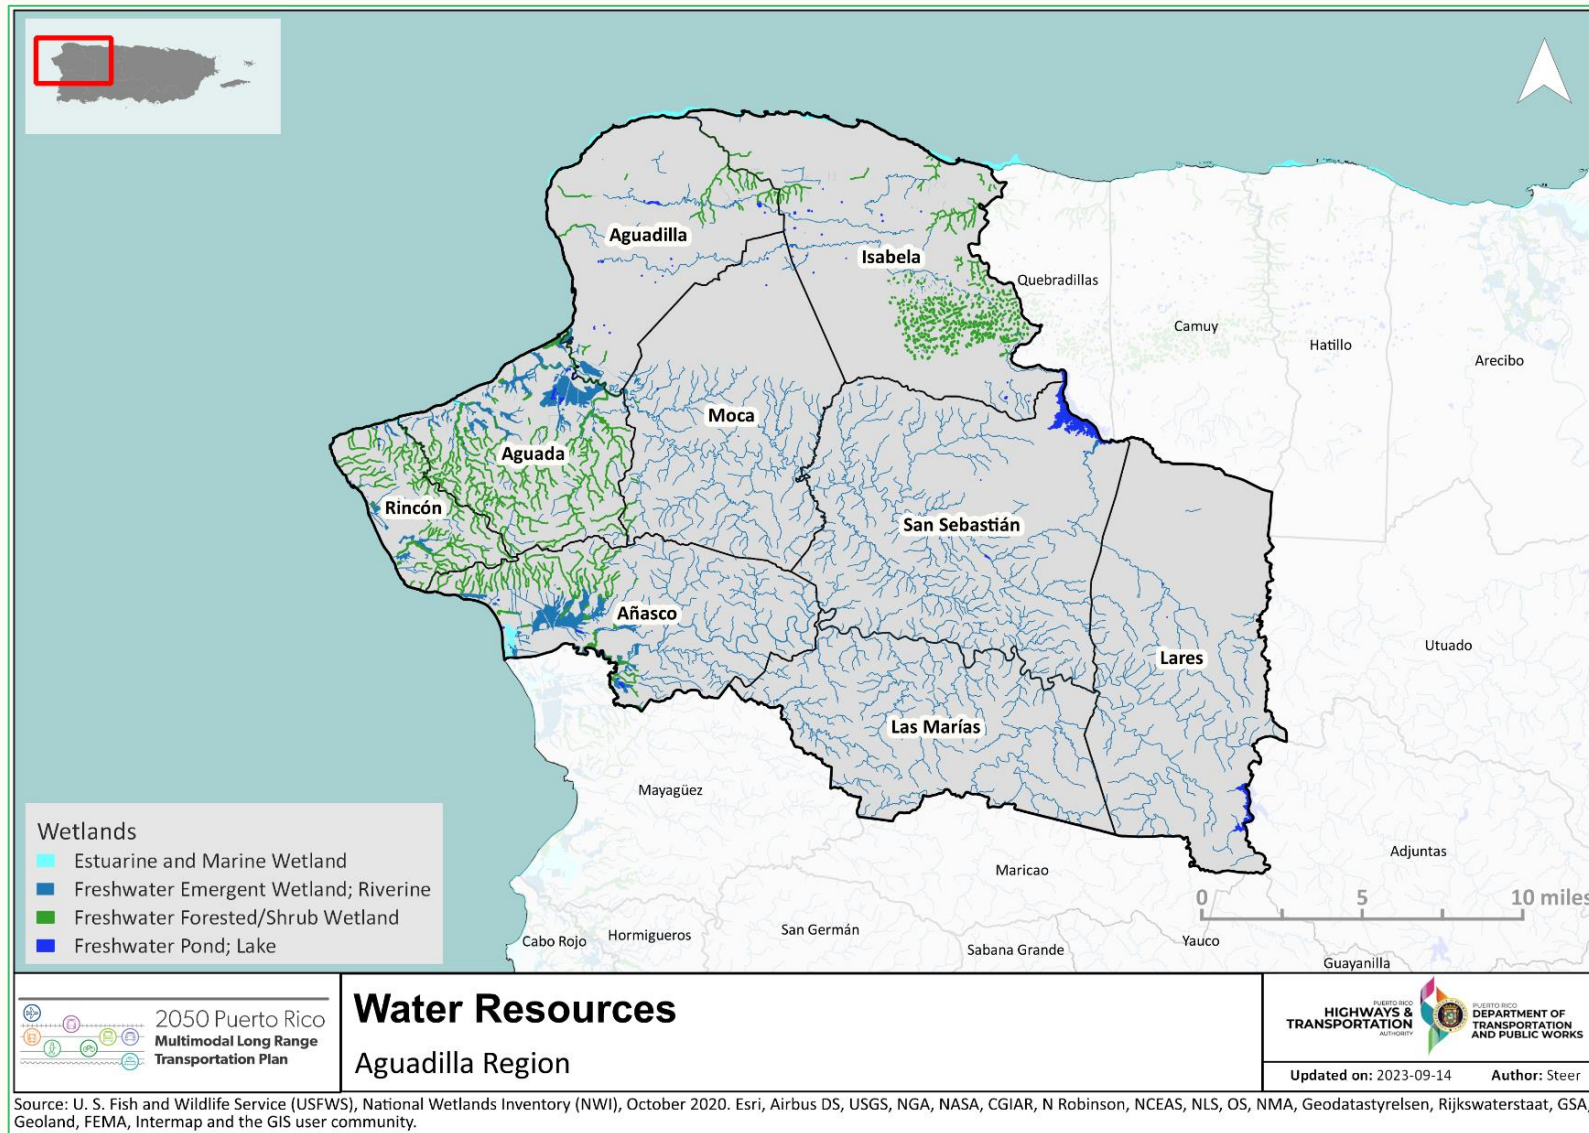 Aguadilla
Isabela
Quebradillas
Camuy
Hatillo
Arecibo
Moca
Aguada
Rincón
San Sebastián
Añasco
Lares
Utuado
Las Marías
Mayagüez
Adjuntas
Maricao
Cabo Rojo
Hormigueros
San Germán
Sabana Grande
Yauco
Guayanilla
0 5 10 miles
Wetlands
Estuarine and Marine Wetland
Freshwater Emergent Wetland; Riverine
Freshwater Forested/Shrub Wetland
Freshwater Pond; Lake
2050 Puerto Rico
Multimodal Long Range
Transportation Plan
Water Resources
Aguadilla Region
PUERTO RICO
HIGHWAYS &
TRANSPORTATION
AUTHORITY
PUERTO RICO
DEPARTMENT OF
TRANSPORTATION
AND PUBLIC WORKS
Updated on: 2023-09-14 Author: Steer
Source: U. S. Fish and Wildlife Service (USFWS), National Wetlands Inventory (NWI), October 2020. Esri, Airbus DS, USGS, NGA, NASA, CGIAR, N Robinson, NCEAS, NLS, OS, NMA, Geodatastyrelsen, Rijkswaterstaat, GSA,
Geoland, FEMA, Intermap and the GIS user community.